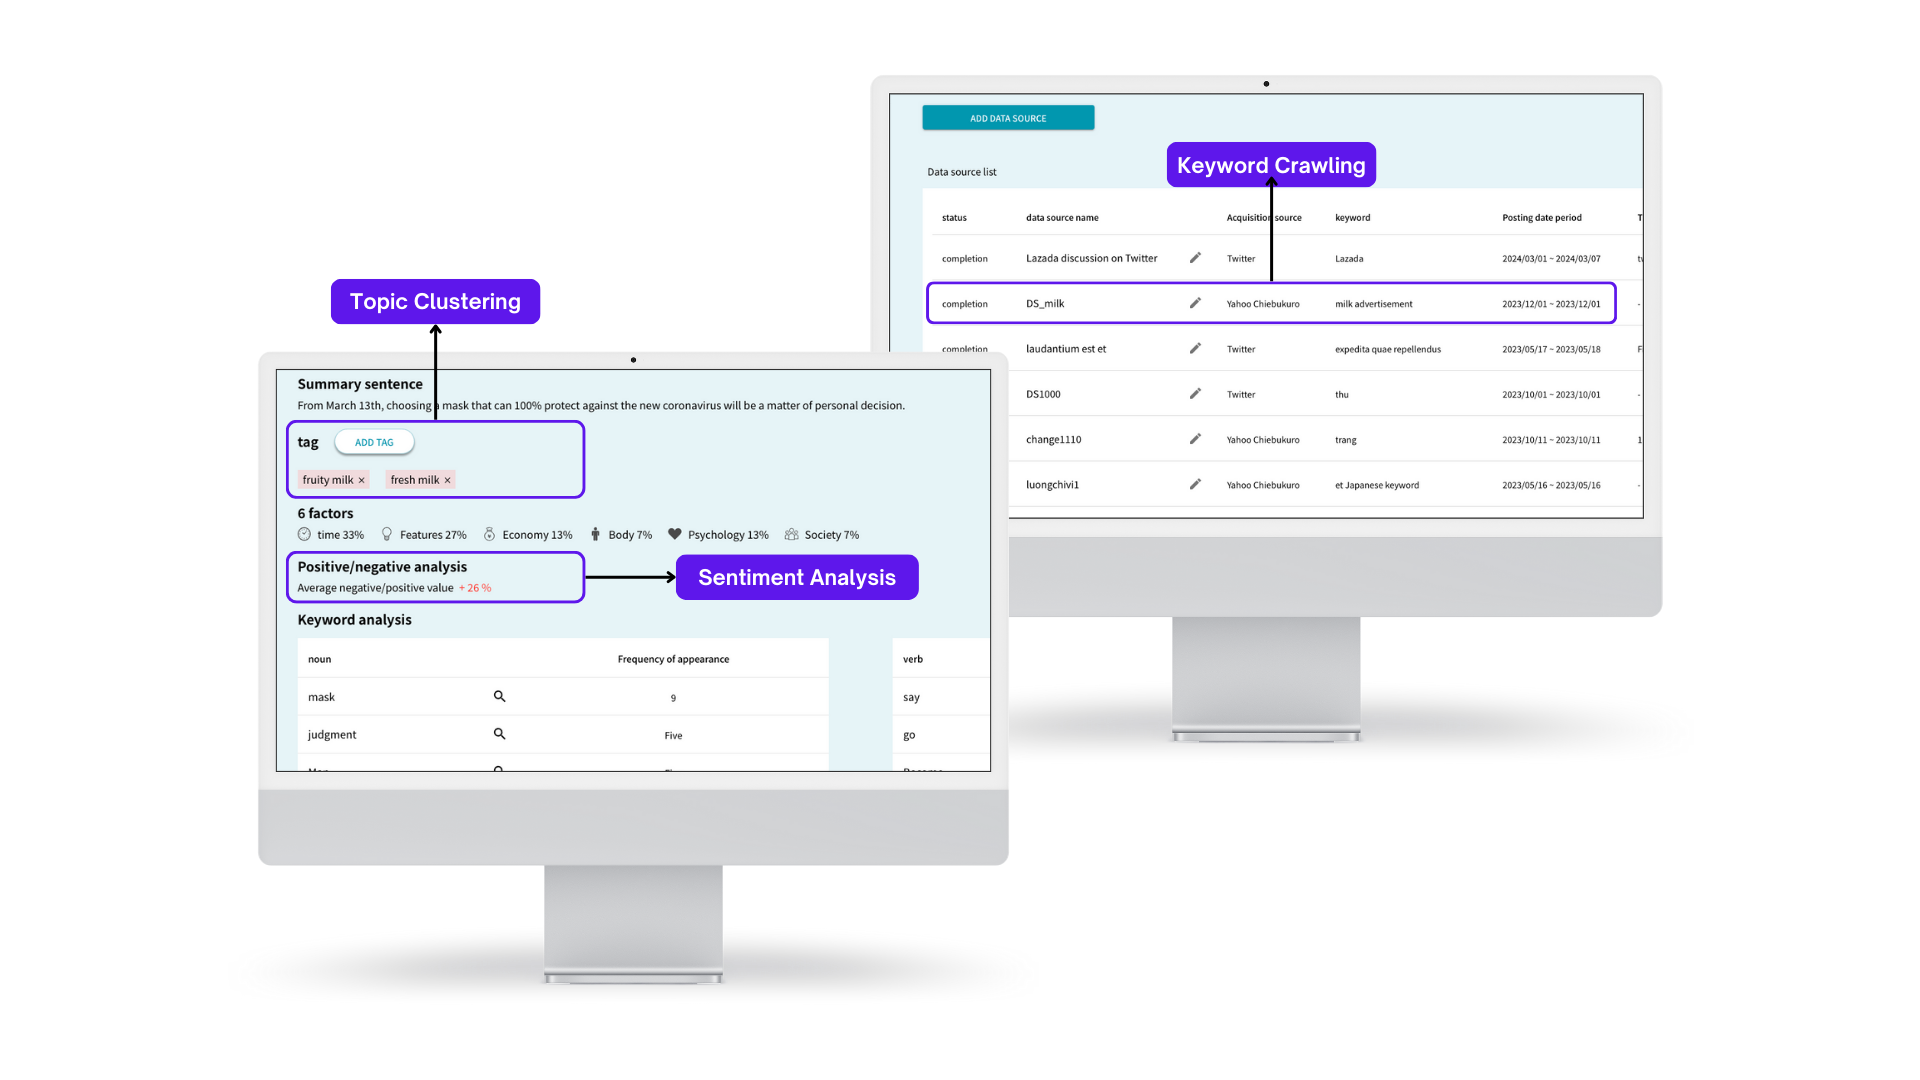 ADD DATA SOURCE
Keyword Crawling
Data source list
status data source name Acquisition source keyword Posting date period T
completion Lazada discussion on Twitter Twitter Lazada 2024/03/01 ~ 2024/03/07
completion DS_milk Yahoo Chiebukuro milk advertisement 2023/12/01 ~ 2023/12/01 -
completion laudantium est et Twitter expedita quae repellendus 2023/05/17 ~ 2023/05/18 F
DS1000 Twitter thu 2023/10/01 ~ 2023/10/01 -
change1110 Yahoo Chiebukuro trang 2023/10/11 ~ 2023/10/11 1
luongchivi1 Yahoo Chiebukuro et Japanese keyword 2023/05/16 ~ 2023/05/16 -
Topic Clustering
Summary sentence
From March 13th, choosing a mask that can 100% protect against the new coronavirus will be a matter of personal decision.
tag ADD TAG
fruity milk × fresh milk ×
6 factors
time 33% Features 27% Economy 13% Body 7% Psychology 13% Society 7%
Positive/negative analysis
Average negative/positive value + 26 %
Sentiment Analysis
Keyword analysis
noun Frequency of appearance verb
mask 9 say
judgment Five go